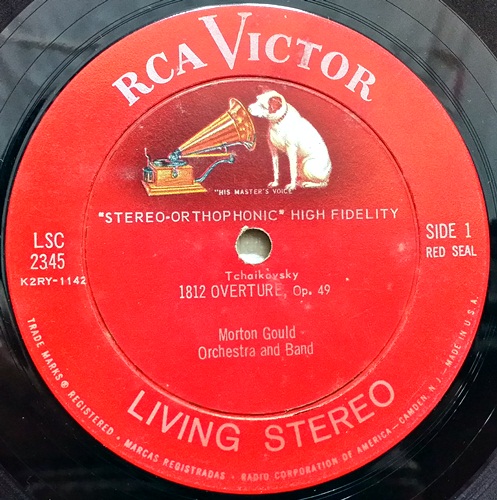 RCA VICTOR
"HIS MASTER'S VOICE"
"STEREO-ORTHOPHONIC" HIGH FIDELITY
LSC
2345
K2RY-1142
SIDE 1
RED SEAL
Tchaikovsky
1812 OVERTURE, Op. 49
Morton Gould
Orchestra and Band
LIVING STEREO
TRADE MARKS ® REGISTERED • MARCAS REGISTRADAS • RADIO CORPORATION OF AMERICA—CAMDEN, N. J.—MADE IN U.S.A.